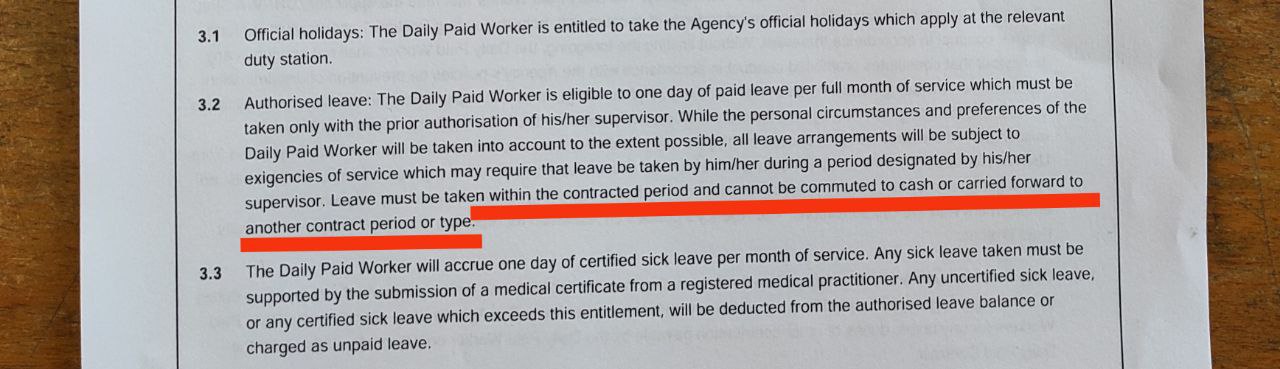 3.1 Official holidays: The Daily Paid Worker is entitled to take the Agency's official holidays which apply at the relevant
duty station.
3.2 Authorised leave: The Daily Paid Worker is eligible to one day of paid leave per full month of service which must be
taken only with the prior authorisation of his/her supervisor. While the personal circumstances and preferences of the
Daily Paid Worker will be taken into account to the extent possible, all leave arrangements will be subject to
exigencies of service which may require that leave be taken by him/her during a period designated by his/her
supervisor. Leave must be taken within the contracted period and cannot be commuted to cash or carried forward to
another contract period or type.
3.3 The Daily Paid Worker will accrue one day of certified sick leave per month of service. Any sick leave taken must be
supported by the submission of a medical certificate from a registered medical practitioner. Any uncertified sick leave,
or any certified sick leave which exceeds this entitlement, will be deducted from the authorised leave balance or
charged as unpaid leave.